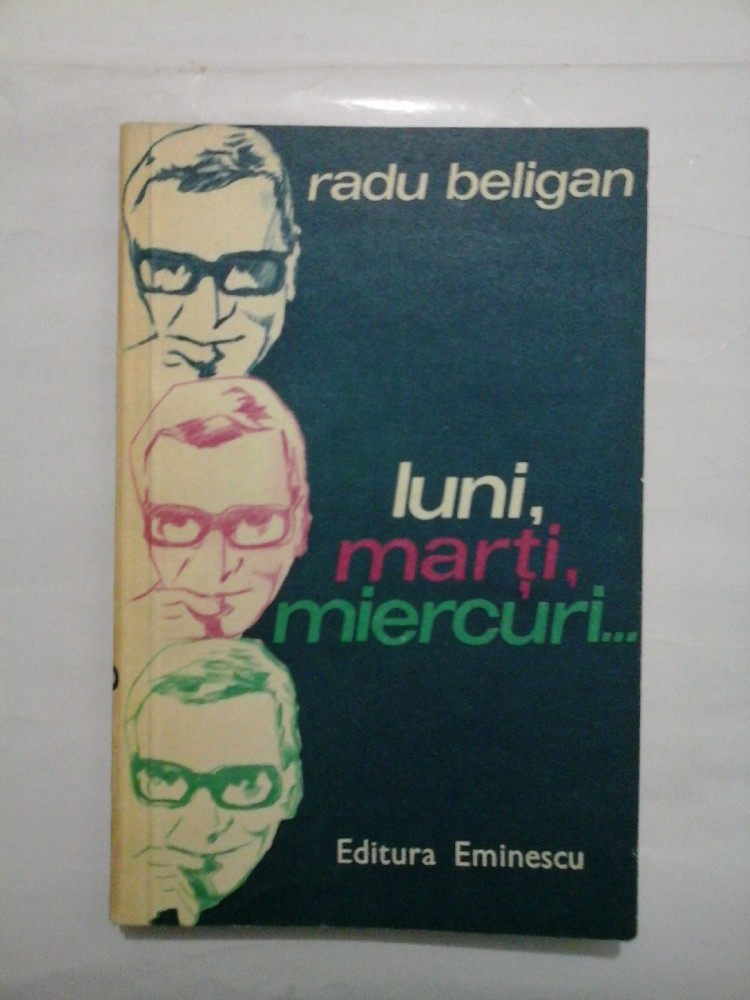 radu beligan
luni,
marți,
miercuri...
Editura Eminescu